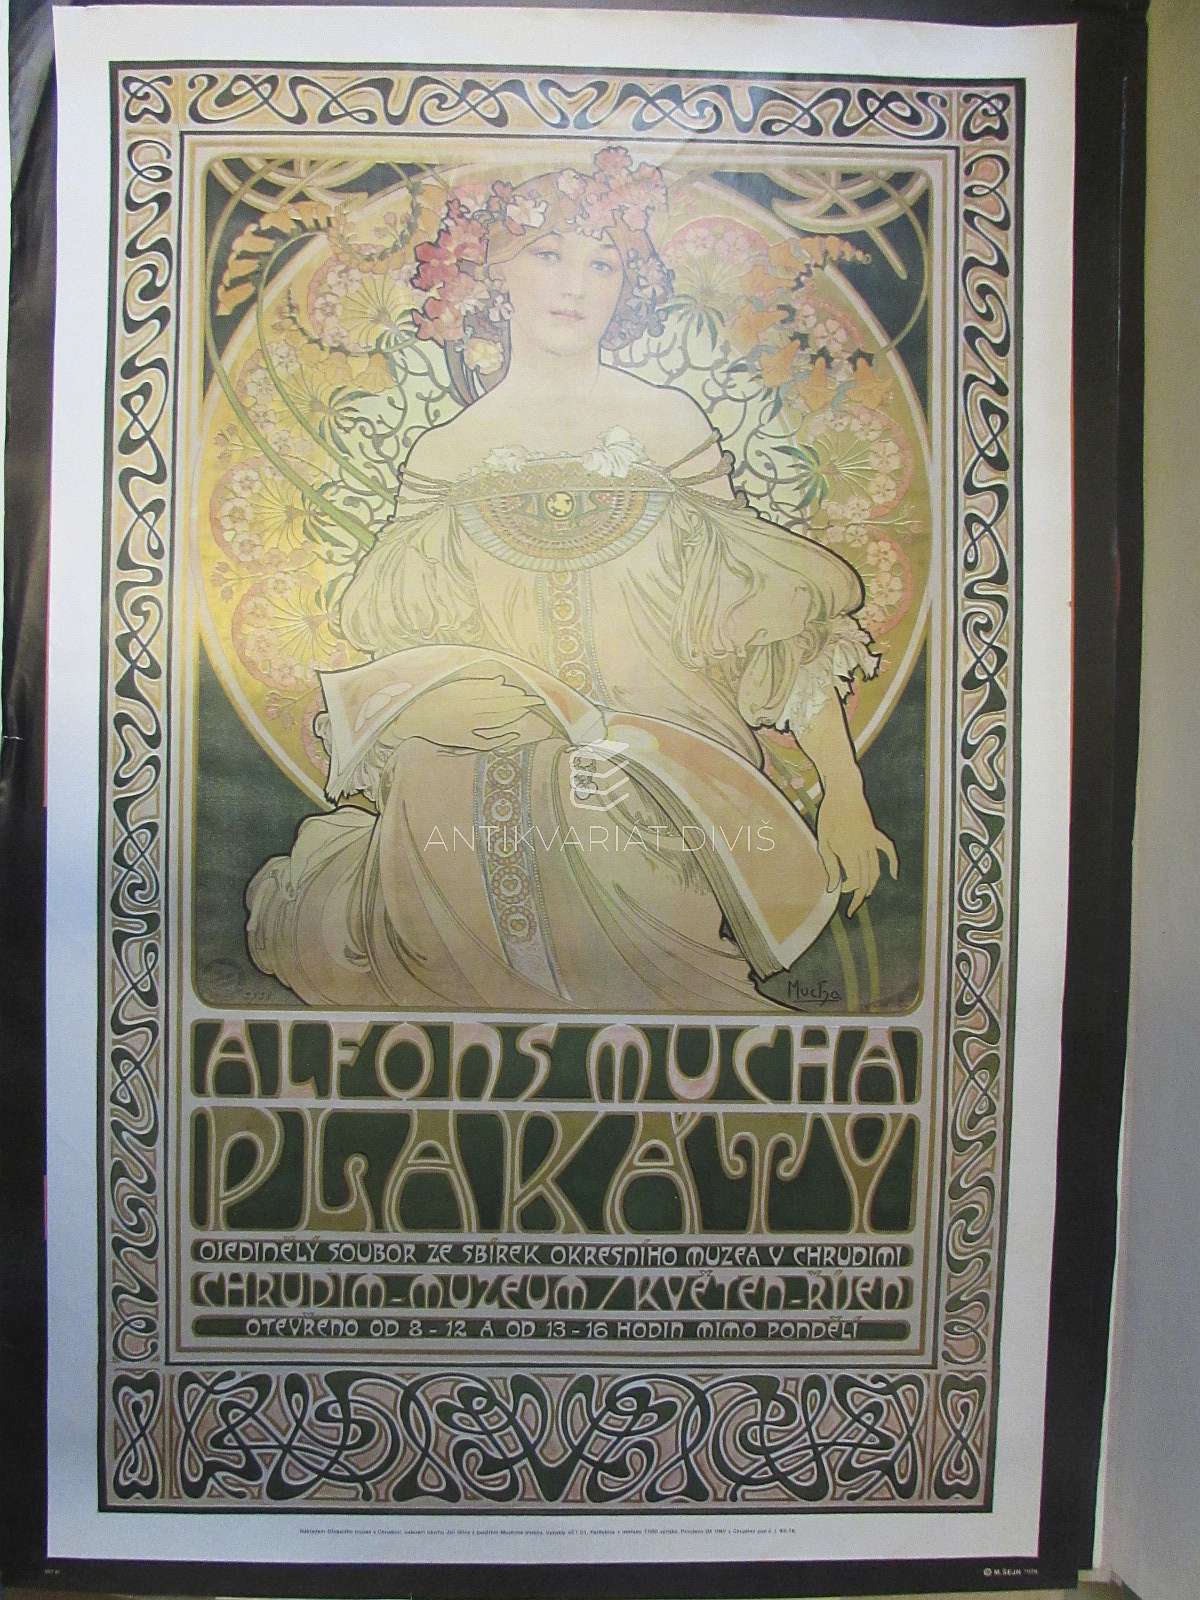 Mucha
ANTIKVARIAT DIVIŠ
ALFONS MUCHA
PLAKÁTY
OJEDINĚLÝ SOUBOR ZE SBÍREK OKRESNÍHO MUZEA V CHRUDIMI
CHRUDIM-MUZEUM/KVĚTEN-ŘÍJEN
OTEVŘENO OD 8-12 A OD 13-16 HODIN MIMO PONDĚLÍ
M. ŠEJN